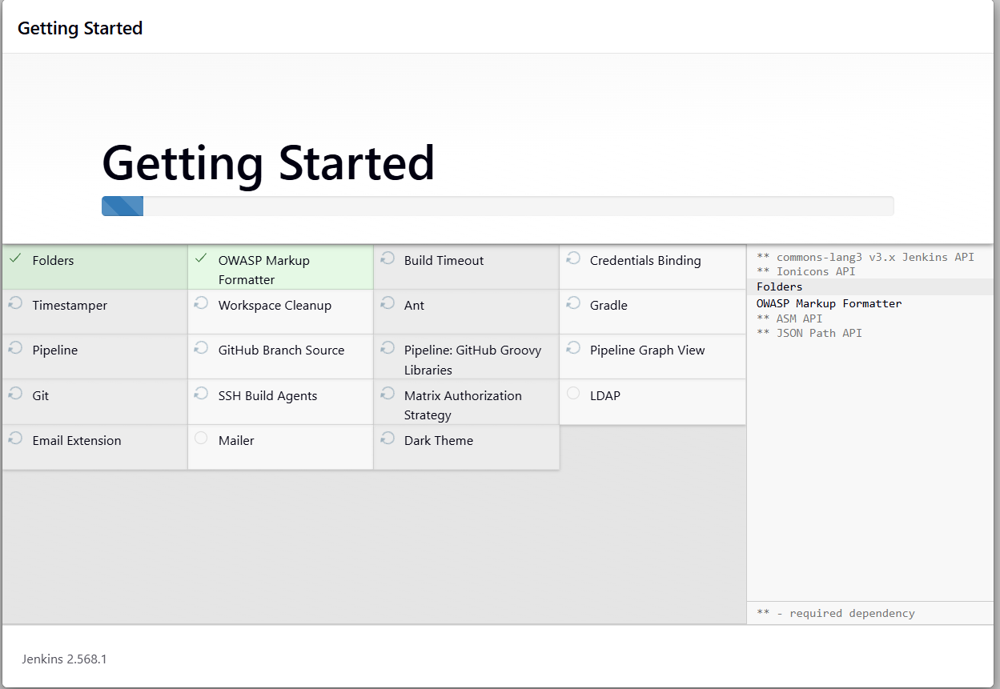 Getting Started
Getting Started
Folders
OWASP Markup
Formatter
Build Timeout
Credentials Binding
Timestamper
Workspace Cleanup
Ant
Gradle
Pipeline
GitHub Branch Source
Pipeline: GitHub Groovy
Libraries
Pipeline Graph View
Git
SSH Build Agents
Matrix Authorization
Strategy
LDAP
Email Extension
Mailer
Dark Theme
** commons-lang3 v3.x Jenkins API
** Ionicons API
Folders
OWASP Markup Formatter
** ASM API
** JSON Path API
** - required dependency
Jenkins 2.568.1